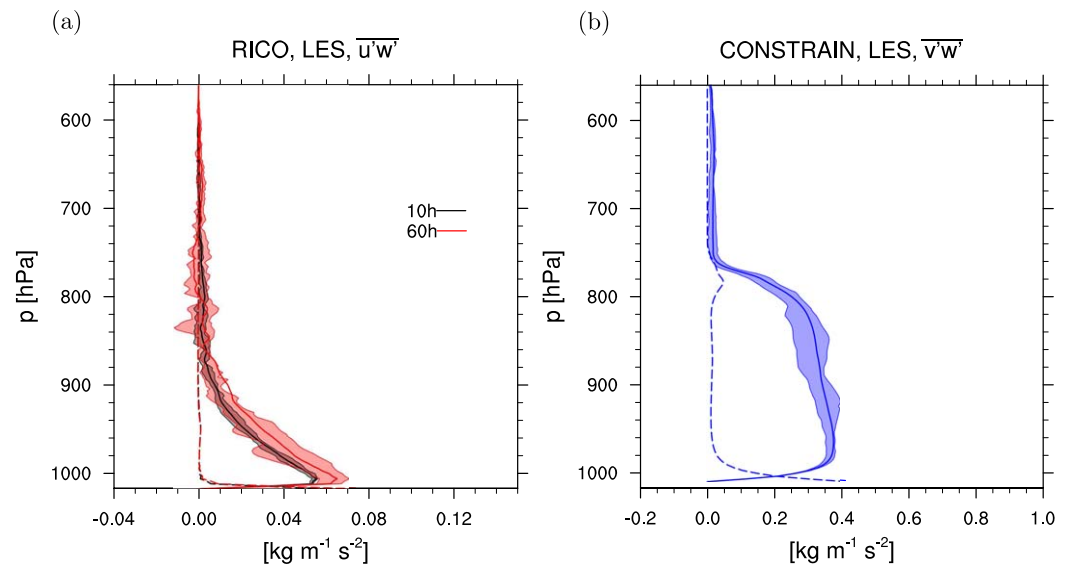 (a)
RICO, LES, u'w'
600
700
800
900
1000
p [hPa]
10h
60h
-0.04 0.00 0.04 0.08 0.12
[kg m⁻¹ s⁻²]
(b)
CONSTRAIN, LES, v'w'
600
700
800
900
1000
p [hPa]
-0.2 0.0 0.2 0.4 0.6 0.8 1.0
[kg m⁻¹ s⁻²]